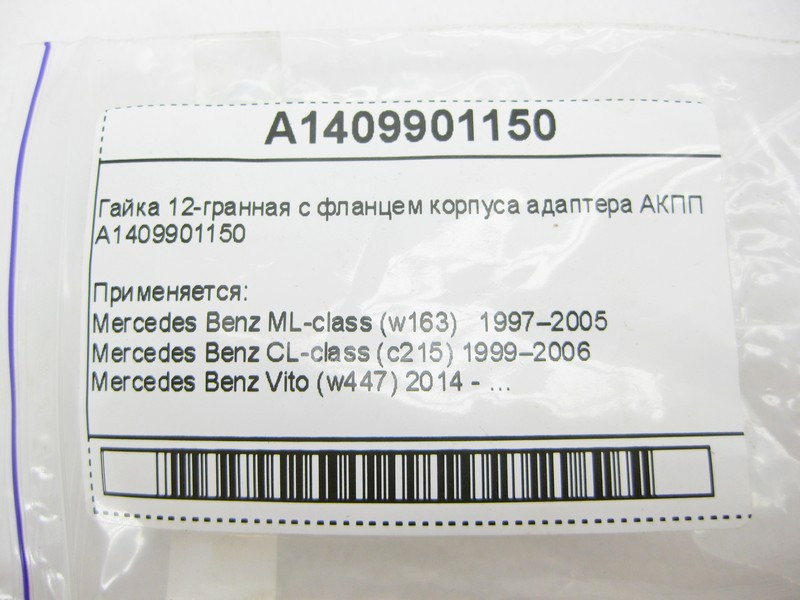 A1409901150
Гайка 12-гранная с фланцем корпуса адаптера АКПП
A1409901150
Применяется:
Mercedes Benz ML-class (w163) 1997–2005
Mercedes Benz CL-class (c215) 1999–2006
Mercedes Benz Vito (w447) 2014 - ...